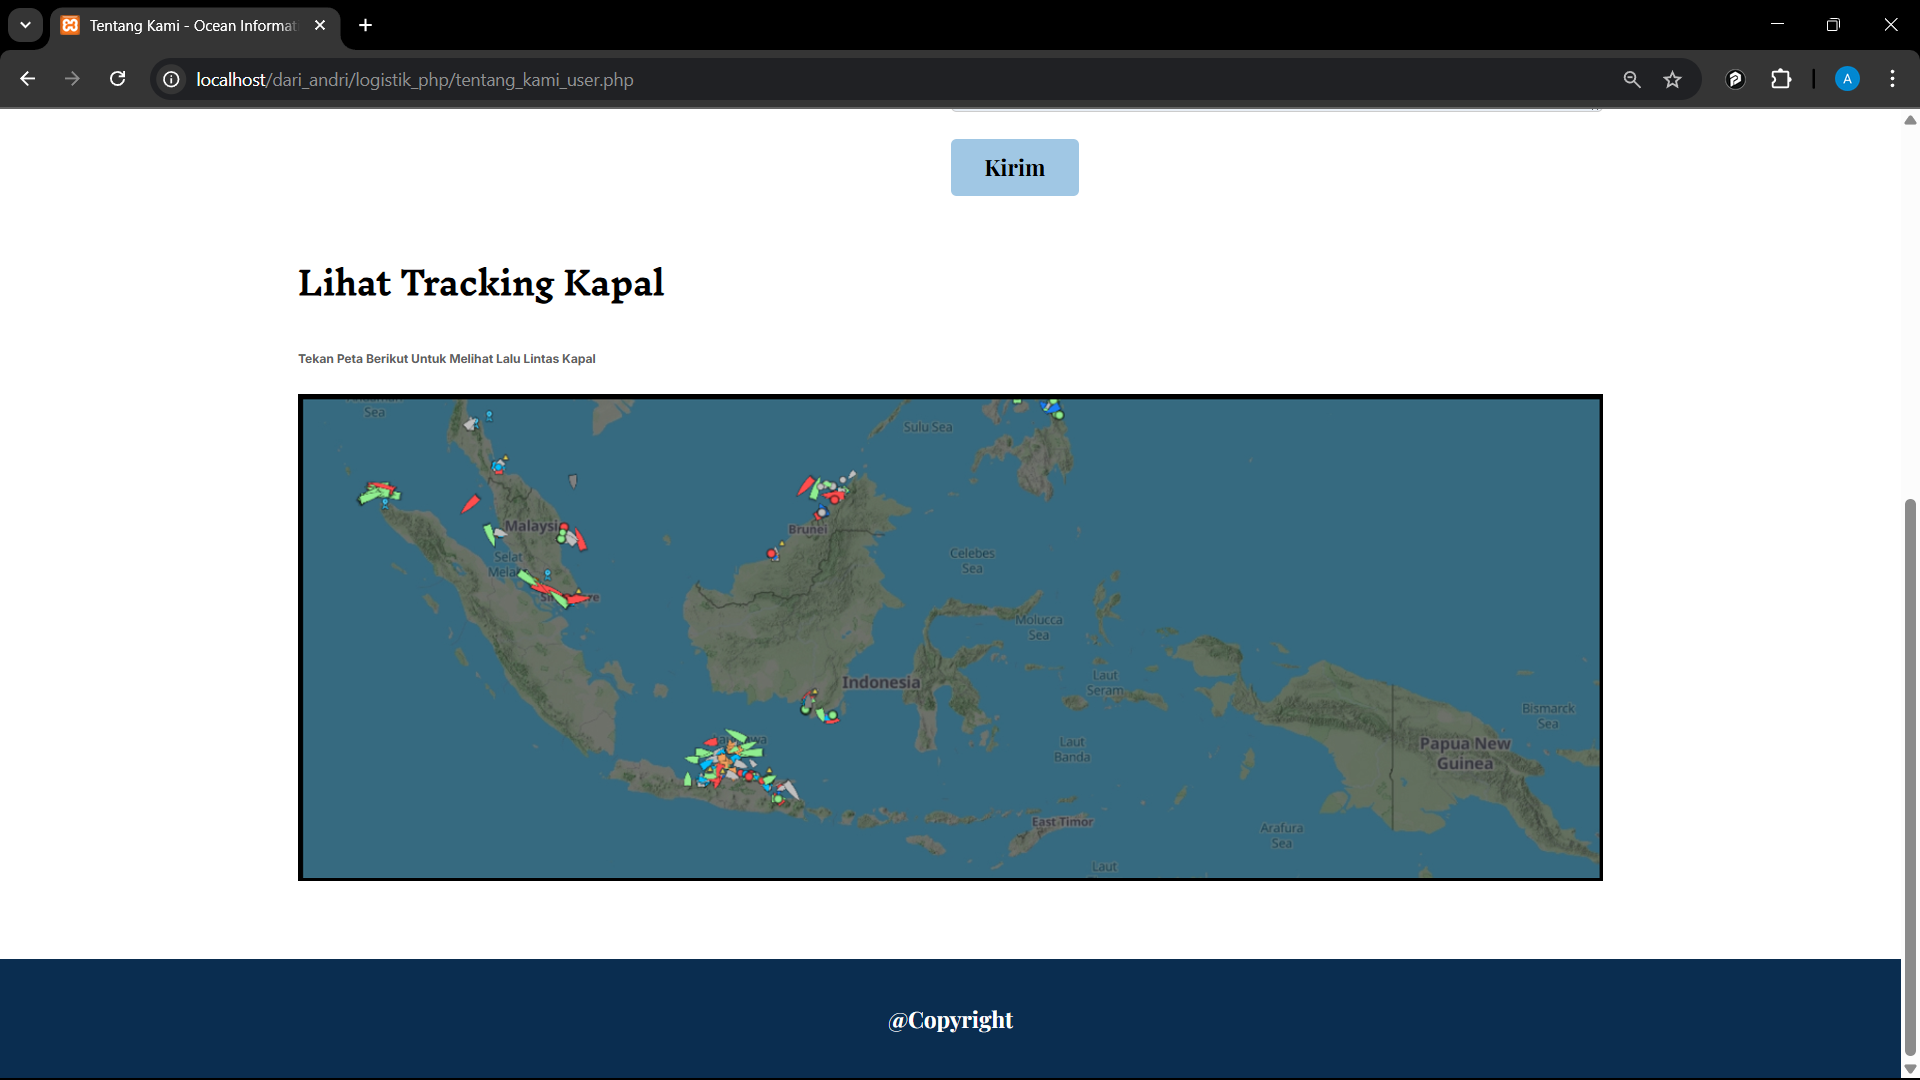 Tentang Kami - Ocean Informat
localhost/dari_andri/logistik_php/tentang_kami_user.php
A
Kirim
Lihat Tracking Kapal
Tekan Peta Berikut Untuk Melihat Lalu Lintas Kapal
Sea
Sulu Sea
Malaysia
Brunei
Selat
Celebes
Sea
Molucca
Sea
Indonesia
Laut
Seram
Bismarck
Sea
Laut
Banda
Papua New
Guinea
East Timor
Arafura
Sea
Laut
@Copyright